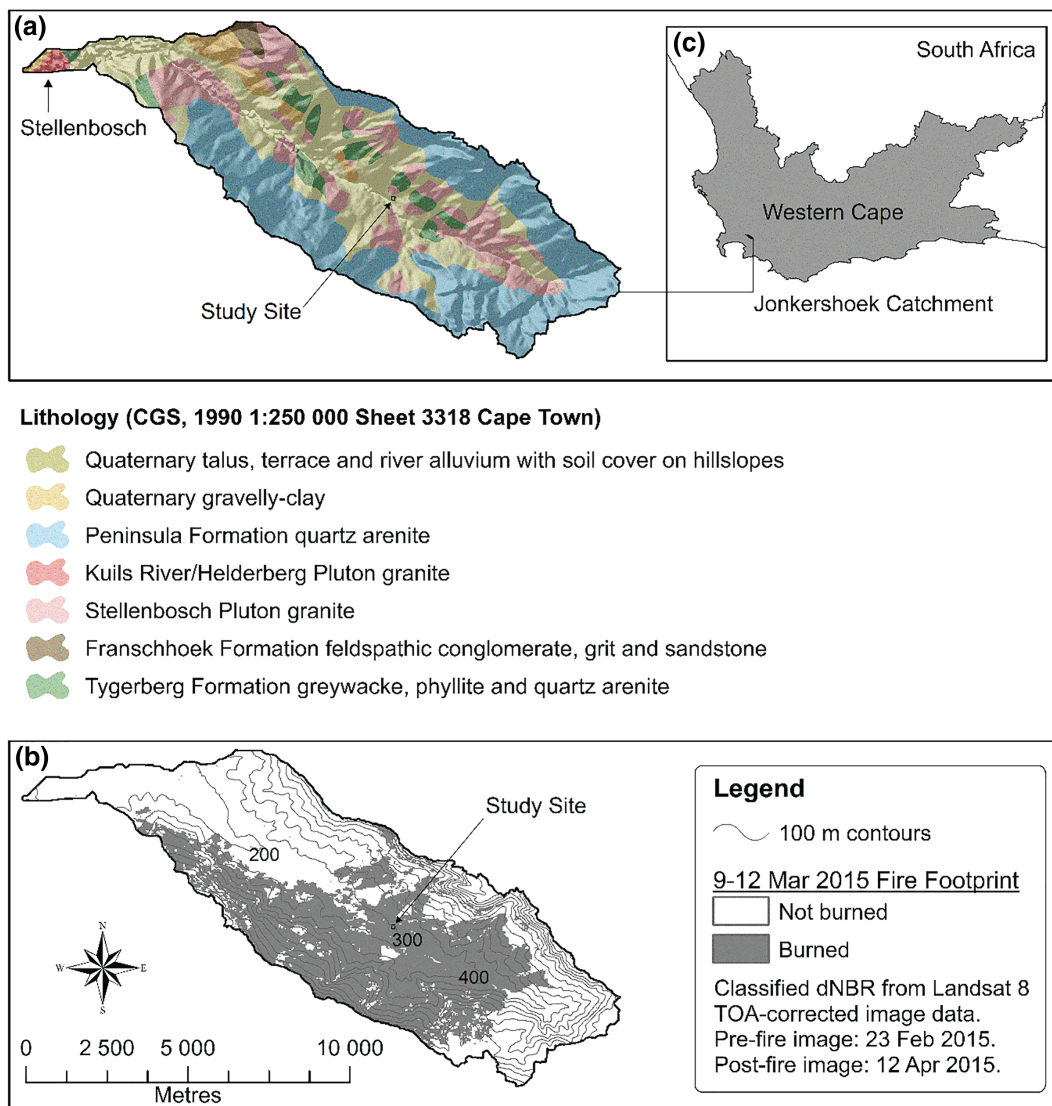 (a)
Stellenbosch
Study Site
(c)
South Africa
Western Cape
Jonkershoek Catchment
Lithology (CGS, 1990 1:250 000 Sheet 3318 Cape Town)
Quaternary talus, terrace and river alluvium with soil cover on hillslopes
Quaternary gravelly-clay
Peninsula Formation quartz arenite
Kuils River/Helderberg Pluton granite
Stellenbosch Pluton granite
Franschhoek Formation feldspathic conglomerate, grit and sandstone
Tygerberg Formation greywacke, phyllite and quartz arenite
(b)
Study Site
200
300
400
N
W E
S
0 2 500 5 000 10 000
Metres
Legend
100 m contours
9-12 Mar 2015 Fire Footprint
Not burned
Burned
Classified dNBR from Landsat 8
TOA-corrected image data.
Pre-fire image: 23 Feb 2015.
Post-fire image: 12 Apr 2015.